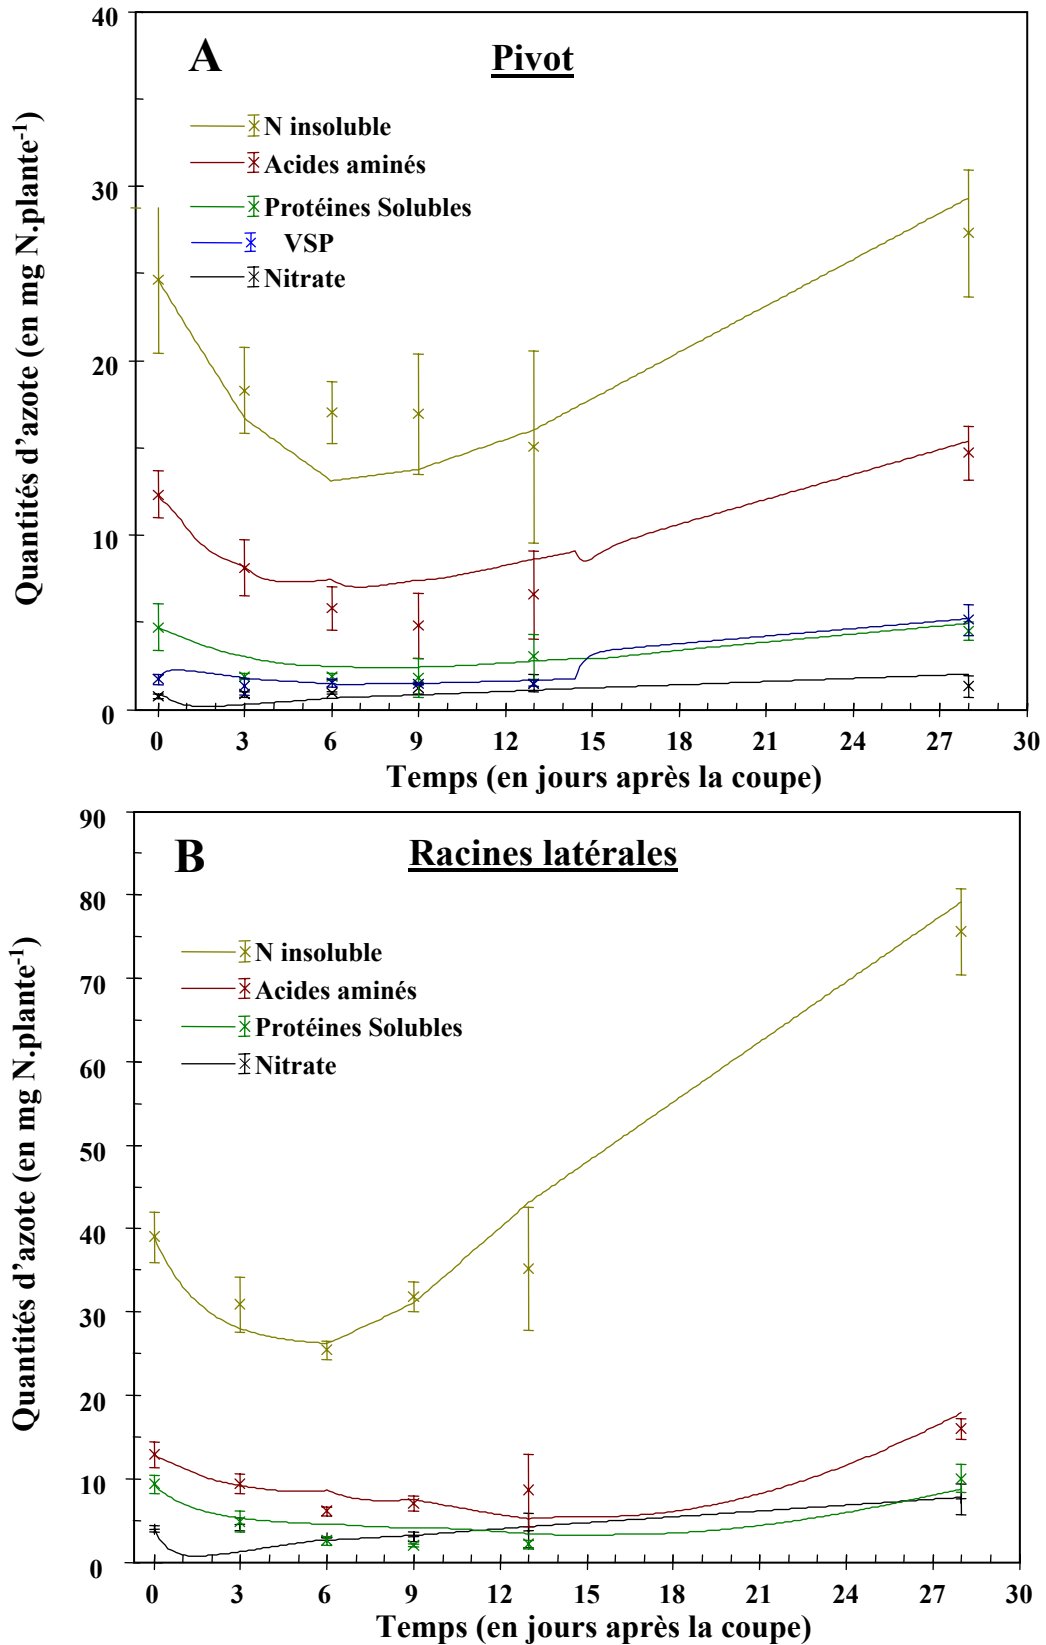 40
A
Pivot
Quantités d'azote (en mg N.plante-1)
N insoluble
Acides aminés
30
Protéines Solubles
VSP
Nitrate
20
10
0
0 3 6 9 12 15 18 21 24 27 30
Temps (en jours après la coupe)
90
B
Racines latérales
Quantités d'azote (en mg N.plante-1)
80
N insoluble
Acides aminés
70
Protéines Solubles
Nitrate
60
50
40
30
20
10
0
0 3 6 9 12 15 18 21 24 27 30
Temps (en jours après la coupe)